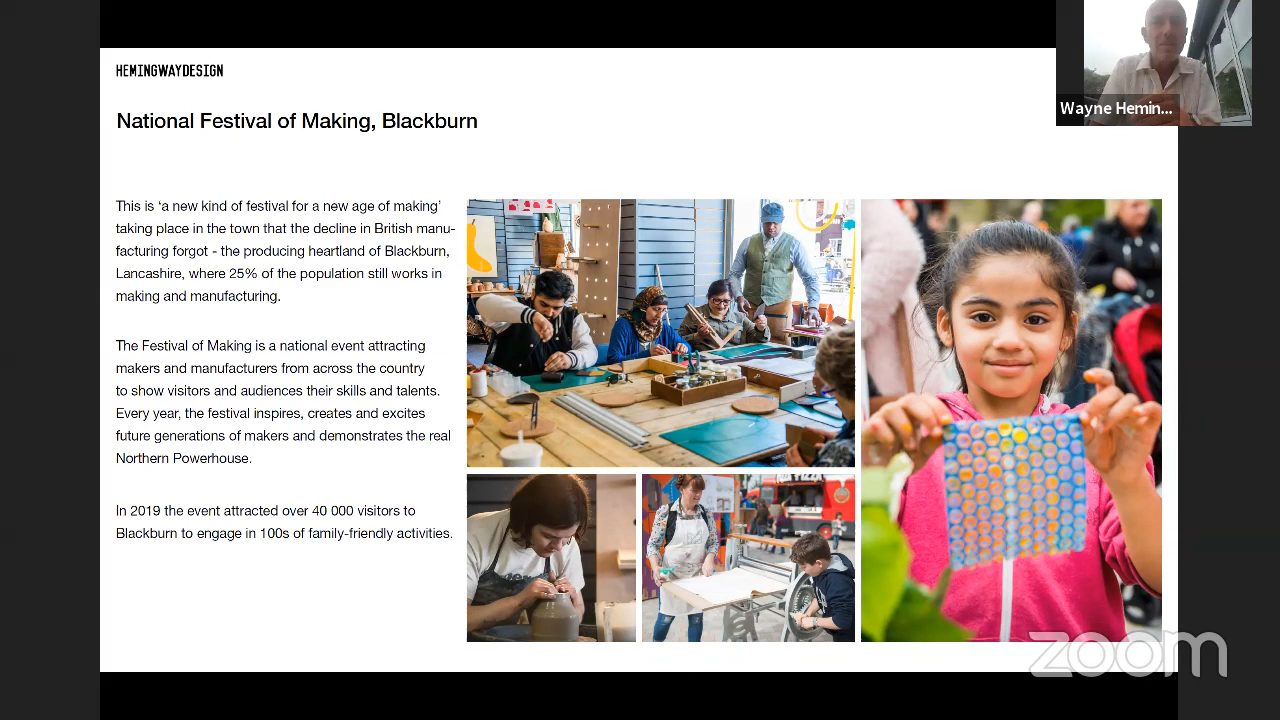 HEMINGWAYDESIGN
National Festival of Making, Blackburn
Wayne Hemin...
This is ‘a new kind of festival for a new age of making’
taking place in the town that the decline in British manu-
facturing forgot - the producing heartland of Blackburn,
Lancashire, where 25% of the population still works in
making and manufacturing.
The Festival of Making is a national event attracting
makers and manufacturers from across the country
to show visitors and audiences their skills and talents.
Every year, the festival inspires, creates and excites
future generations of makers and demonstrates the real
Northern Powerhouse.
In 2019 the event attracted over 40 000 visitors to
Blackburn to engage in 100s of family-friendly activities.
zoom